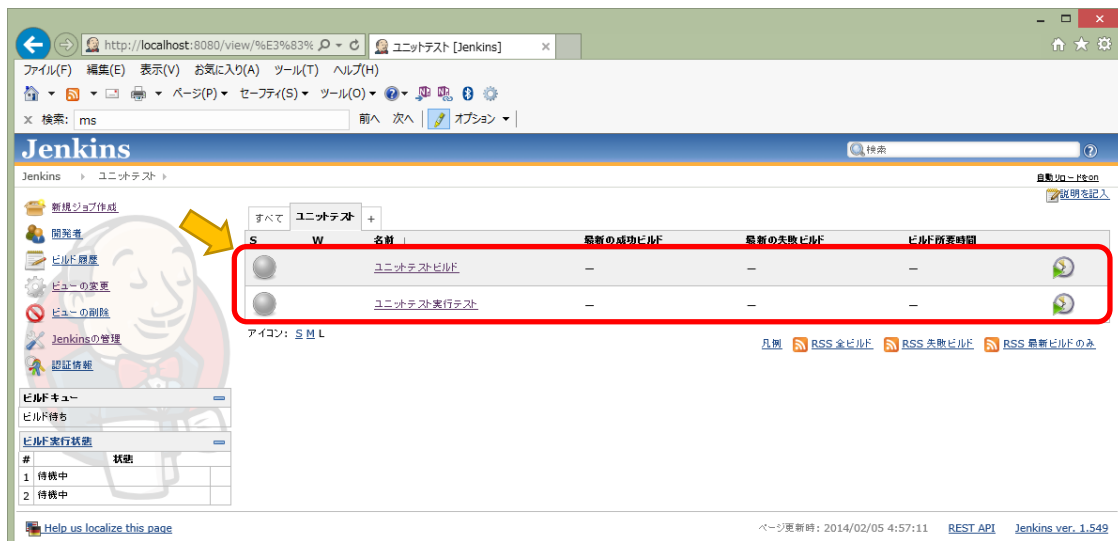 http://localhost:8080/view/%E3%83%
ユニットテスト [Jenkins]
ファイル(F) 編集(E) 表示(V) お気に入り(A) ツール(T) ヘルプ(H)
ページ(P) セーフティ(S) ツール(O)
× 検索: ms 前へ 次へ オプション
Jenkins
検索
Jenkins ユニットテスト
自動リロードをon
説明を記入
新規ジョブ作成
開発者
ビルド履歴
ビューの変更
ビューの削除
Jenkinsの管理
認証情報
ビルドキュー
ビルド待ち
ビルド実行状態
# 状態
1 待機中
2 待機中
すべて ユニットテスト +
S W 名前 ↓ 最新の成功ビルド 最新の失敗ビルド ビルド所要時間
ユニットテストビルド — — —
ユニットテスト実行テスト — — —
アイコン: S M L
凡例 RSS 全ビルド RSS 失敗ビルド RSS 最新ビルドのみ
Help us localize this page
ページ更新時: 2014/02/05 4:57:11 REST API Jenkins ver. 1.549